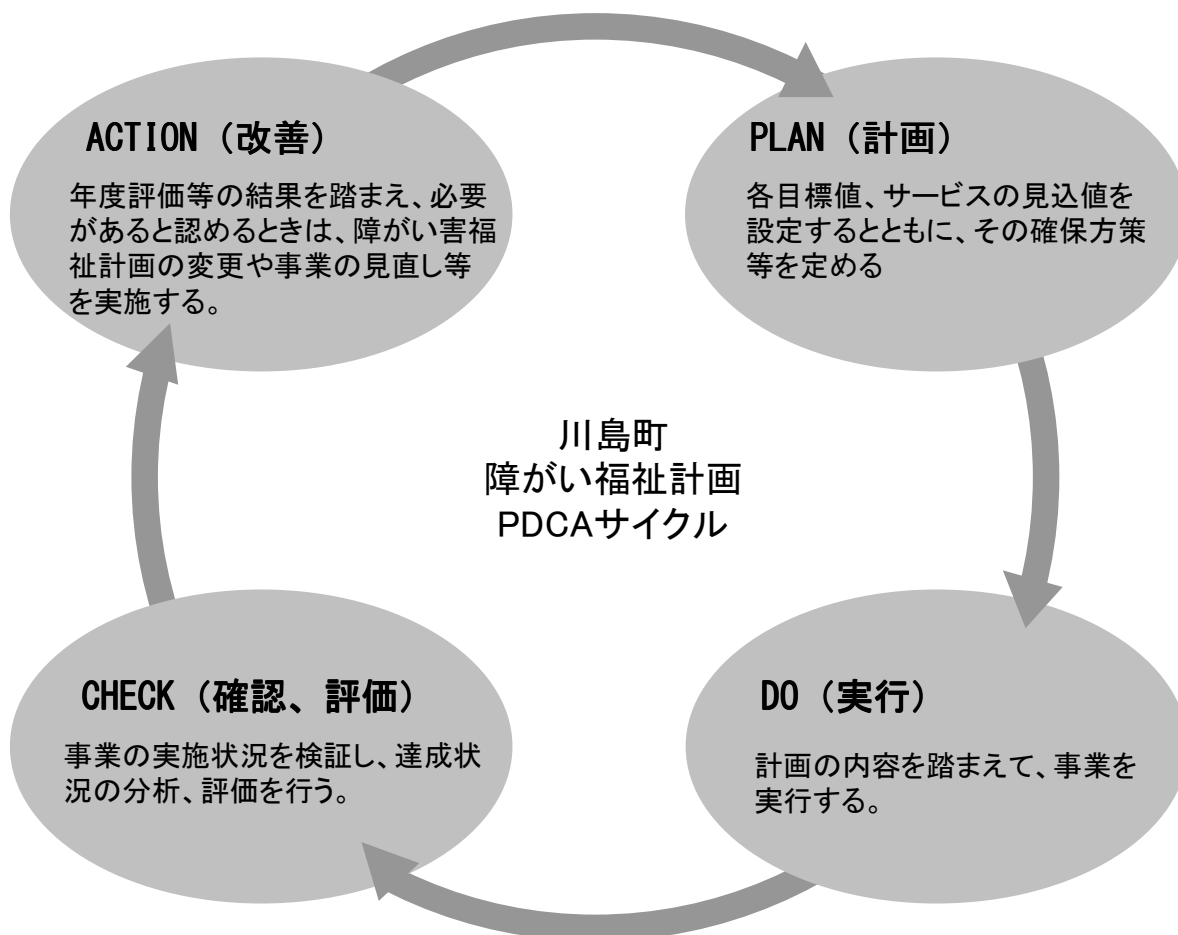 ACTION（改善）
年度評価等の結果を踏まえ、必要
があると認めるときは、障がい害福
祉計画の変更や事業の見直し等
を実施する。
PLAN（計画）
各目標値、サービスの見込値を
設定するとともに、その確保方策
等を定める
川島町
障がい福祉計画
PDCAサイクル
CHECK（確認、評価）
事業の実施状況を検証し、達成状
況の分析、評価を行う。
DO（実行）
計画の内容を踏まえて、事業を
実行する。